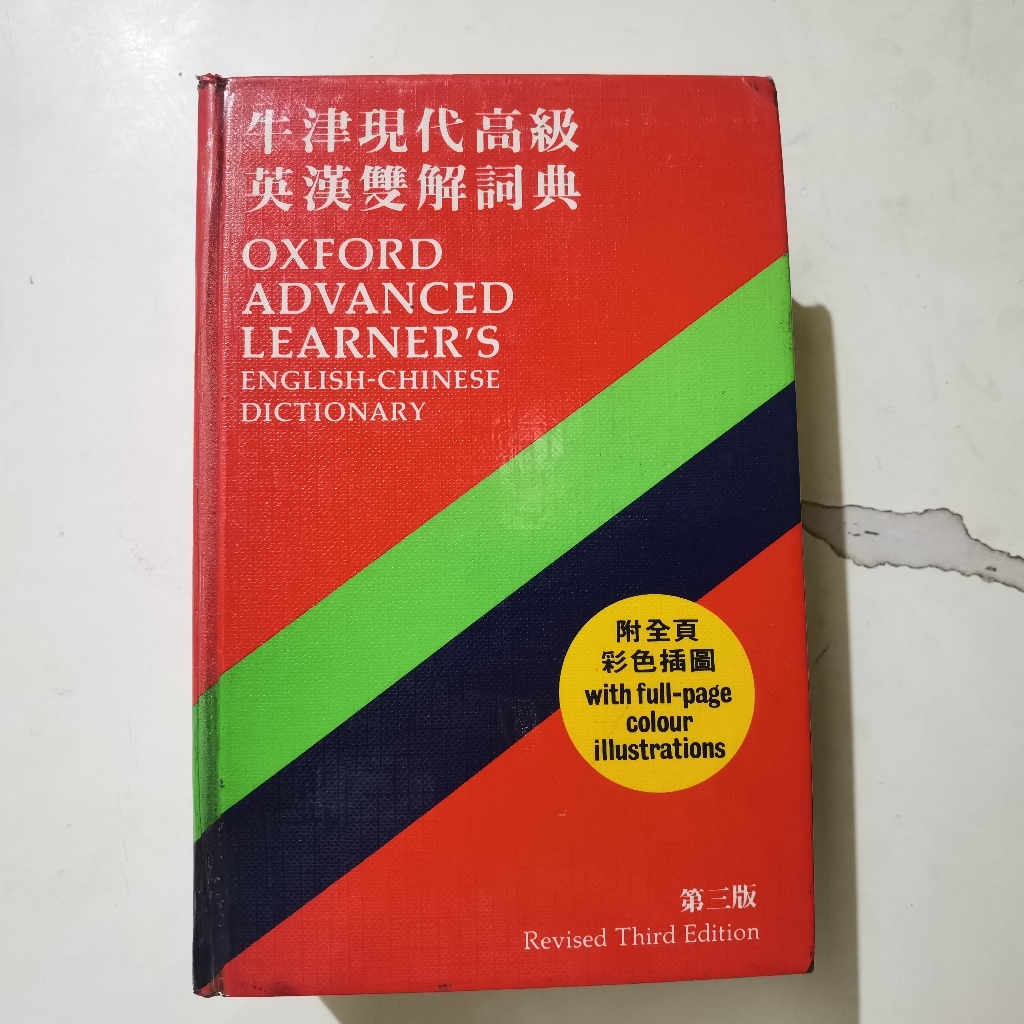 牛津現代高級
英漢雙解詞典
OXFORD
ADVANCED
LEARNER'S
ENGLISH-CHINESE
DICTIONARY
附全頁
彩色插圖
with full-page
colour
illustrations
第三版
Revised Third Edition